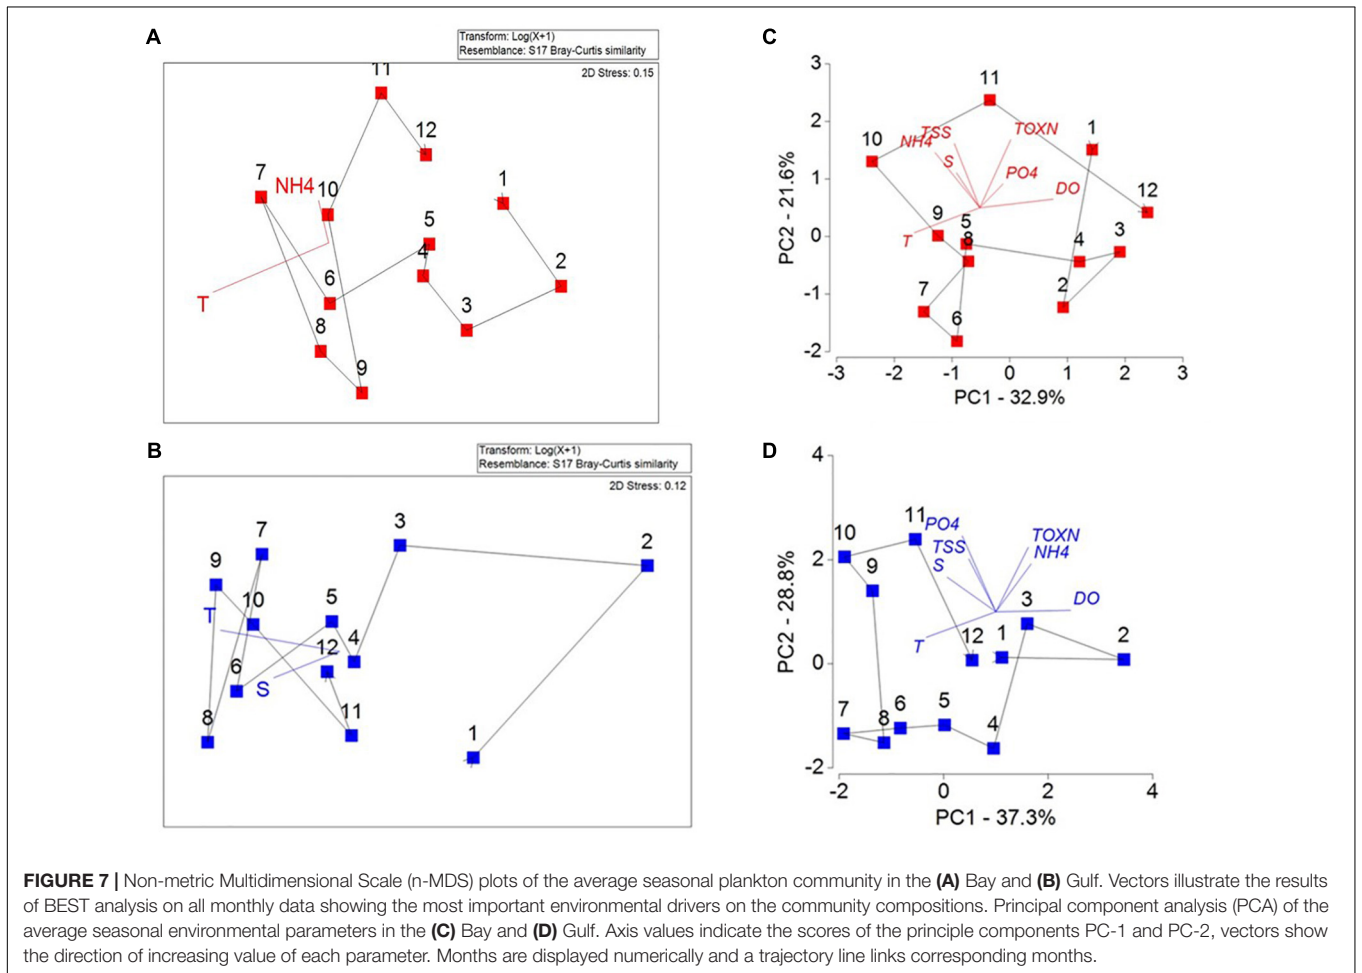 A
Transform: Log(X+1)
Resemblance: S17 Bray-Curtis similarity
2D Stress: 0.15
11
12
7
NH4
10
1
5
4
2
T
6
3
8
9
C
3
2
1
0
-1
-2
PC2 - 21.6%
11
10
TSS
NH4
TOXN
1
S
PO4
DO
12
T
9
5
8
4
3
7
2
6
-3
-2
-1
0
1
2
3
PC1 - 32.9%
B
Transform: Log(X+1)
Resemblance: S17 Bray-Curtis similarity
2D Stress: 0.12
3
2
7
9
10
T
5
12
4
6
S
8
11
1
D
4
2
0
-2
PC2 - 28.8%
11
10
PO4
TOXN
TSS
NH4
S
9
DO
3
T
12
1
2
7
8
6
5
4
-2
0
2
4
PC1 - 37.3%
FIGURE 7 | Non-metric Multidimensional Scale (n-MDS) plots of the average seasonal plankton community in the (A) Bay and (B) Gulf. Vectors illustrate the results
of BEST analysis on all monthly data showing the most important environmental drivers on the community compositions. Principal component analysis (PCA) of the
average seasonal environmental parameters in the (C) Bay and (D) Gulf. Axis values indicate the scores of the principle components PC-1 and PC-2, vectors show
the direction of increasing value of each parameter. Months are displayed numerically and a trajectory line links corresponding months.